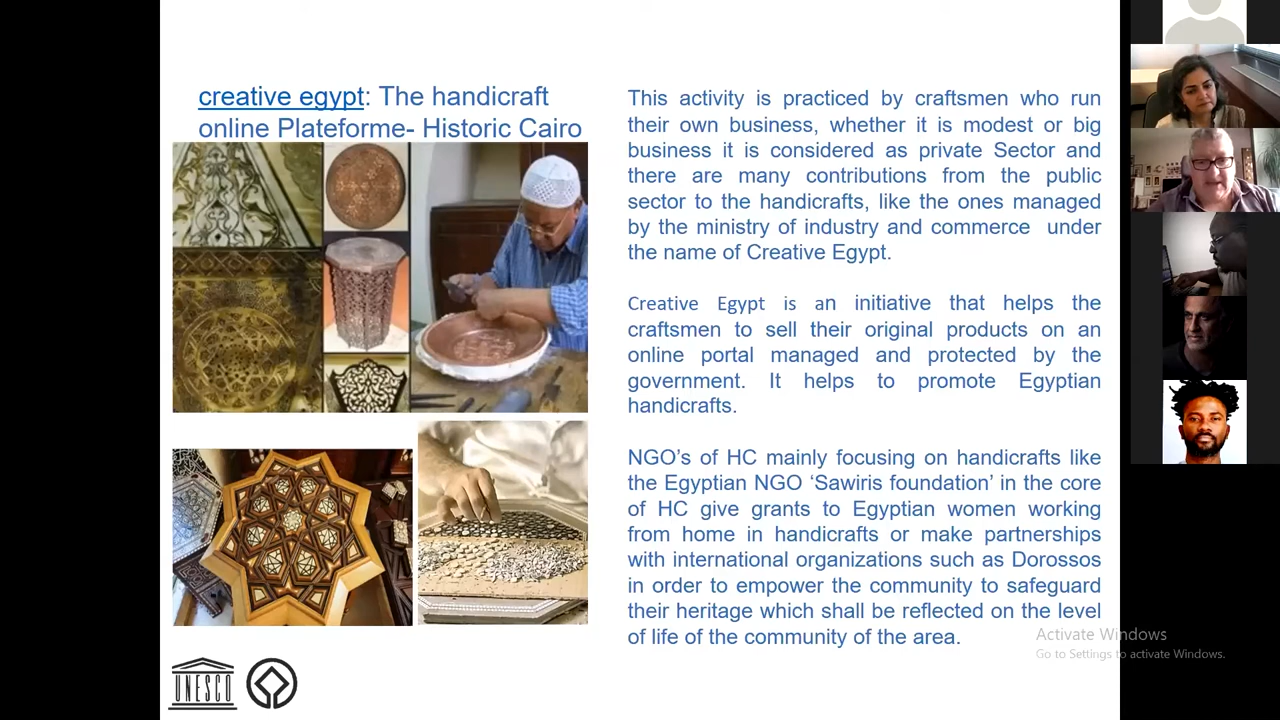 creative egypt: The handicraft
online Plateforme- Historic Cairo
This activity is practiced by craftsmen who run
their own business, whether it is modest or big
business it is considered as private Sector and
there are many contributions from the public
sector to the handicrafts, like the ones managed
by the ministry of industry and commerce under
the name of Creative Egypt.
Creative Egypt is an initiative that helps the
craftsmen to sell their original products on an
online portal managed and protected by the
government. It helps to promote Egyptian
handicrafts.
NGO’s of HC mainly focusing on handicrafts like
the Egyptian NGO ‘Sawiris foundation’ in the core
of HC give grants to Egyptian women working
from home in handicrafts or make partnerships
with international organizations such as Dorossos
in order to empower the community to safeguard
their heritage which shall be reflected on the level
of life of the community of the area.
Activate Windows
Go to Settings to activate Windows.
UNESCO